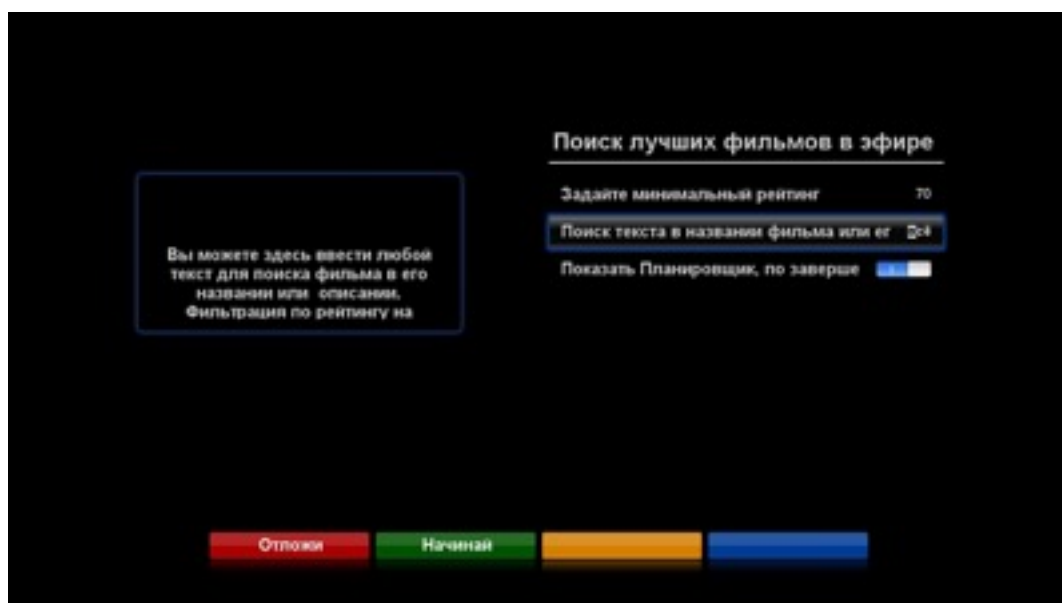 Поиск лучших фильмов в эфире
Задайте минимальный рейтинг 70
Поиск текста в названии фильма или ег
Показать Планировщик, по заверше
Вы можете здесь ввести любой
текст для поиска фильма в его
названии или описании.
Фильтрация по рейтингу на
Отложи Начинай